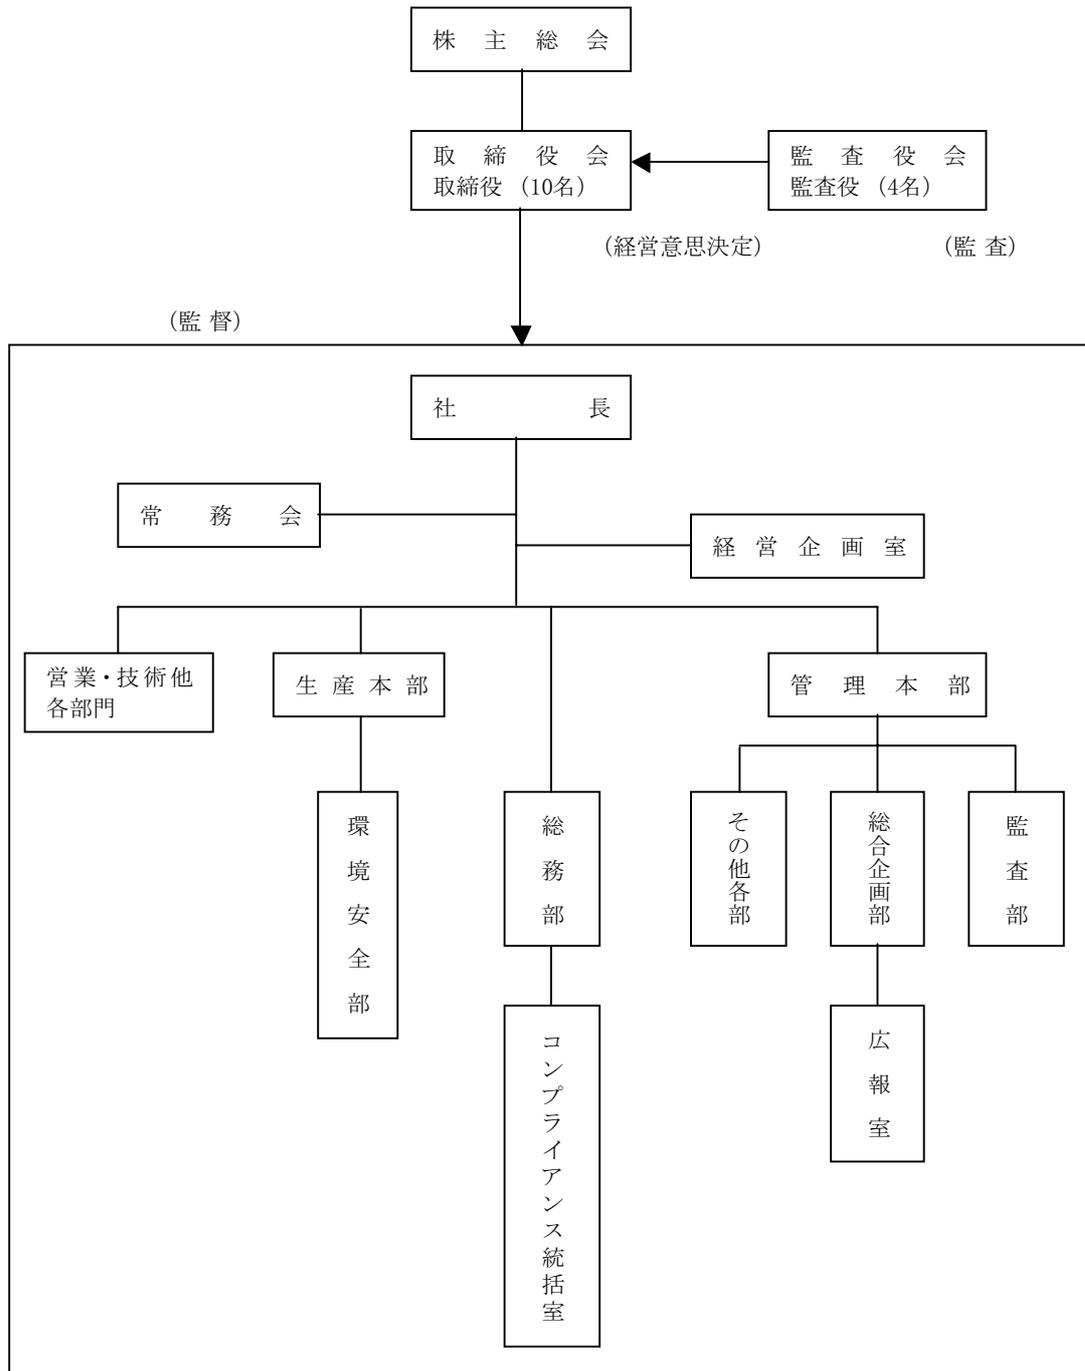 株主総会
取締役会
取締役（10名）
監査役会
監査役（4名）
（経営意思決定）
（監 査）
（監 督）
社長
常務会
経営企画室
営業・技術他
各部門
生産本部
管理本部
環境安全部
総務部
その他各部
総合企画部
監査部
コンプライアンス統括室
広報室